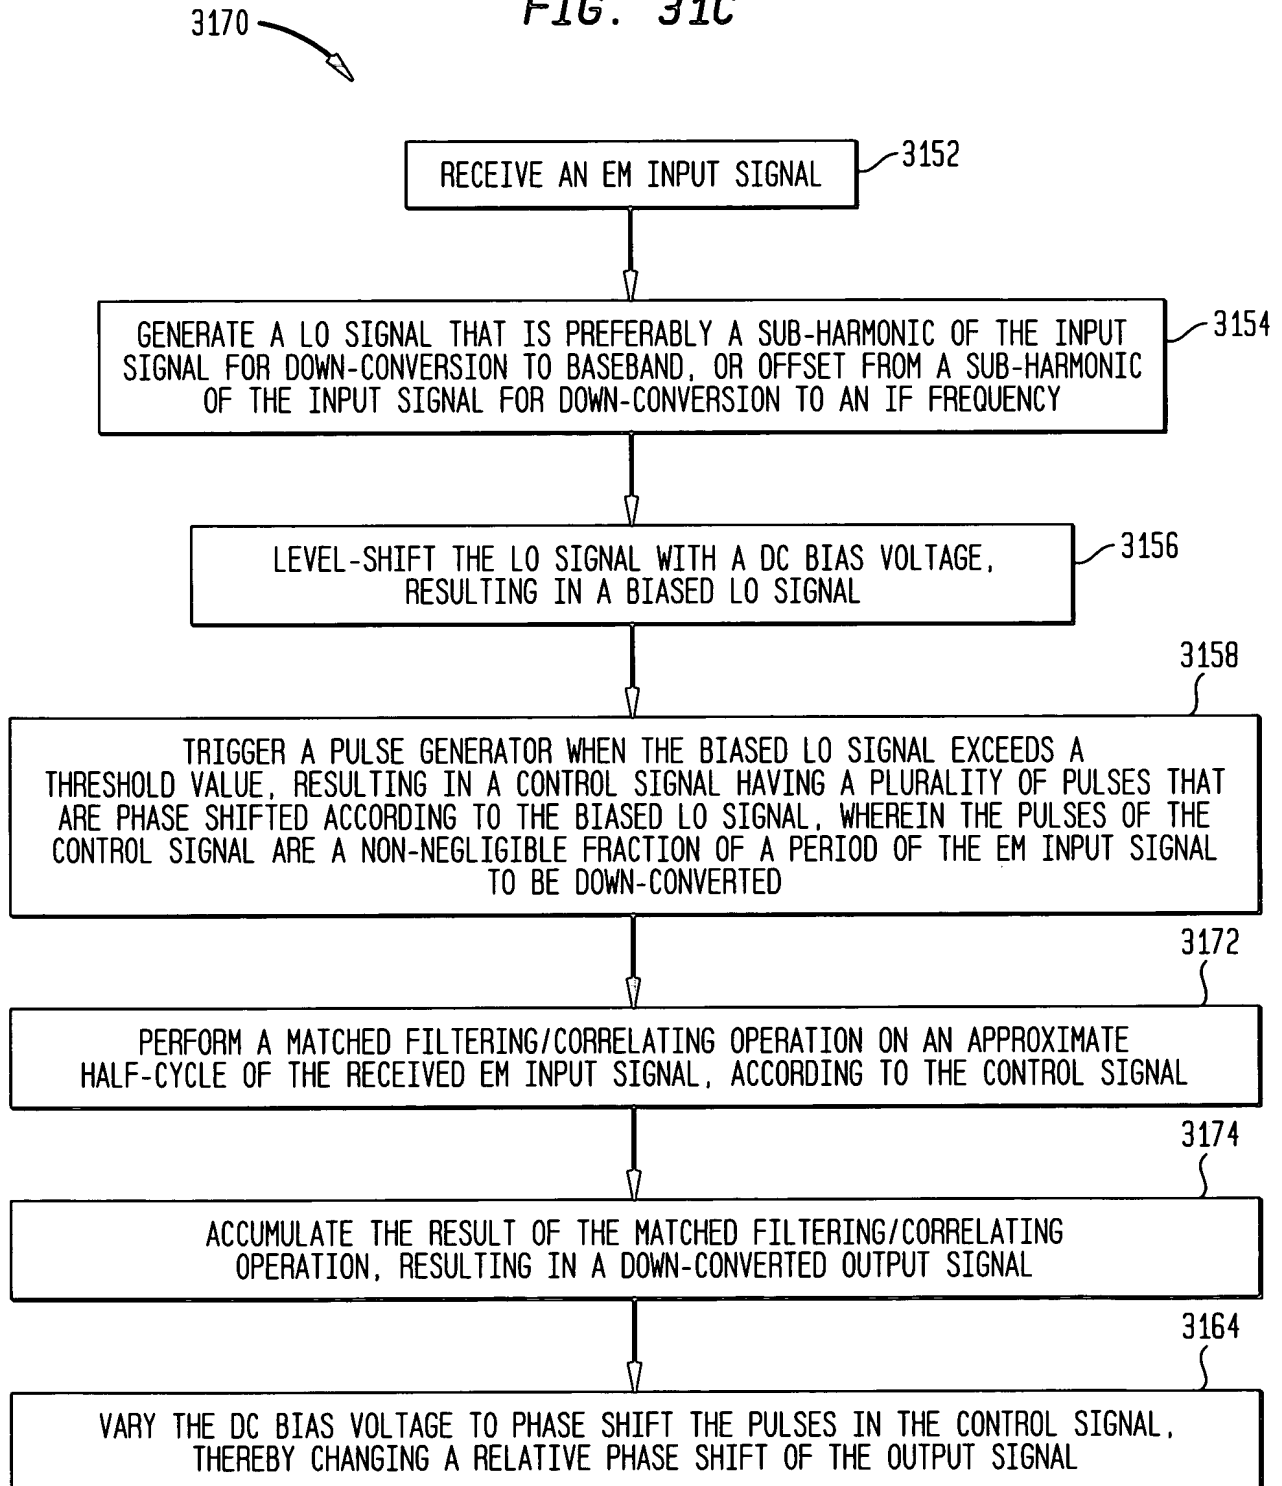 FIG. 31C
3170
RECEIVE AN EM INPUT SIGNAL
3152
GENERATE A LO SIGNAL THAT IS PREFERABLY A SUB-HARMONIC OF THE INPUT
SIGNAL FOR DOWN-CONVERSION TO BASEBAND, OR OFFSET FROM A SUB-HARMONIC
OF THE INPUT SIGNAL FOR DOWN-CONVERSION TO AN IF FREQUENCY
3154
LEVEL-SHIFT THE LO SIGNAL WITH A DC BIAS VOLTAGE,
RESULTING IN A BIASED LO SIGNAL
3156
3158
TRIGGER A PULSE GENERATOR WHEN THE BIASED LO SIGNAL EXCEEDS A
THRESHOLD VALUE, RESULTING IN A CONTROL SIGNAL HAVING A PLURALITY OF PULSES THAT
ARE PHASE SHIFTED ACCORDING TO THE BIASED LO SIGNAL, WHEREIN THE PULSES OF THE
CONTROL SIGNAL ARE A NON-NEGLIGIBLE FRACTION OF A PERIOD OF THE EM INPUT SIGNAL
TO BE DOWN-CONVERTED
3172
PERFORM A MATCHED FILTERING/CORRELATING OPERATION ON AN APPROXIMATE
HALF-CYCLE OF THE RECEIVED EM INPUT SIGNAL, ACCORDING TO THE CONTROL SIGNAL
3174
ACCUMULATE THE RESULT OF THE MATCHED FILTERING/CORRELATING
OPERATION, RESULTING IN A DOWN-CONVERTED OUTPUT SIGNAL
3164
VARY THE DC BIAS VOLTAGE TO PHASE SHIFT THE PULSES IN THE CONTROL SIGNAL,
THEREBY CHANGING A RELATIVE PHASE SHIFT OF THE OUTPUT SIGNAL